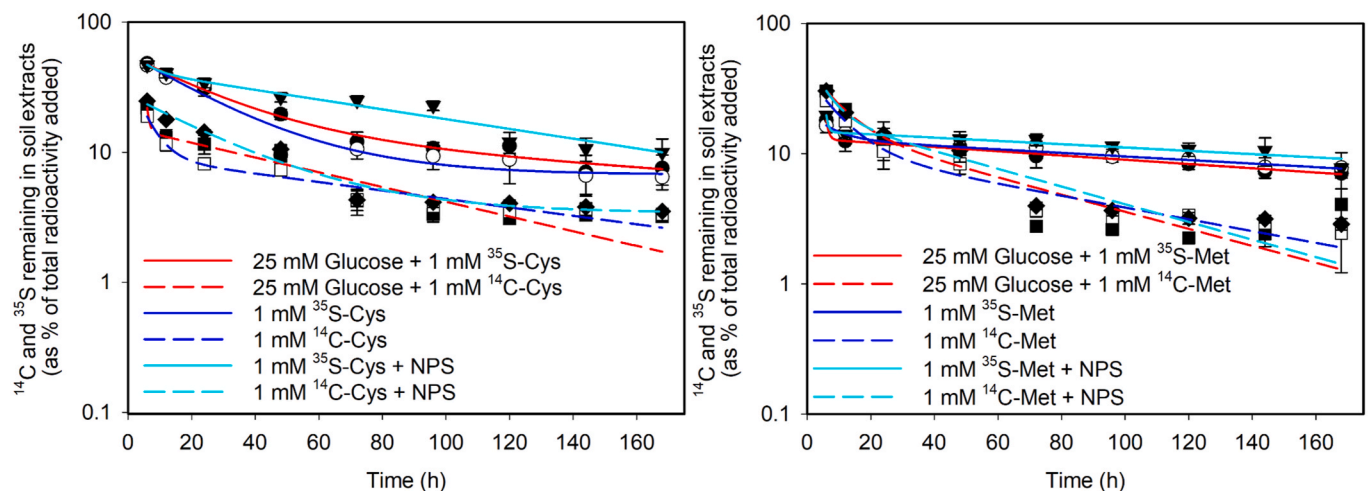 ¹⁴C and ³⁵S remaining in soil extracts
(as % of total radioactivity added)
100
10
1
0.1
25 mM Glucose + 1 mM ³⁵S-Cys
25 mM Glucose + 1 mM ¹⁴C-Cys
1 mM ³⁵S-Cys
1 mM ¹⁴C-Cys
1 mM ³⁵S-Cys + NPS
1 mM ¹⁴C-Cys + NPS
0 20 40 60 80 100 120 140 160
Time (h)
¹⁴C and ³⁵S remaining in soil extracts
(as % of total radioactivity added)
100
10
1
0.1
25 mM Glucose + 1 mM ³⁵S-Met
25 mM Glucose + 1 mM ¹⁴C-Met
1 mM ³⁵S-Met
1 mM ¹⁴C-Met
1 mM ³⁵S-Met + NPS
1 mM ¹⁴C-Met + NPS
0 20 40 60 80 100 120 140 160
Time (h)